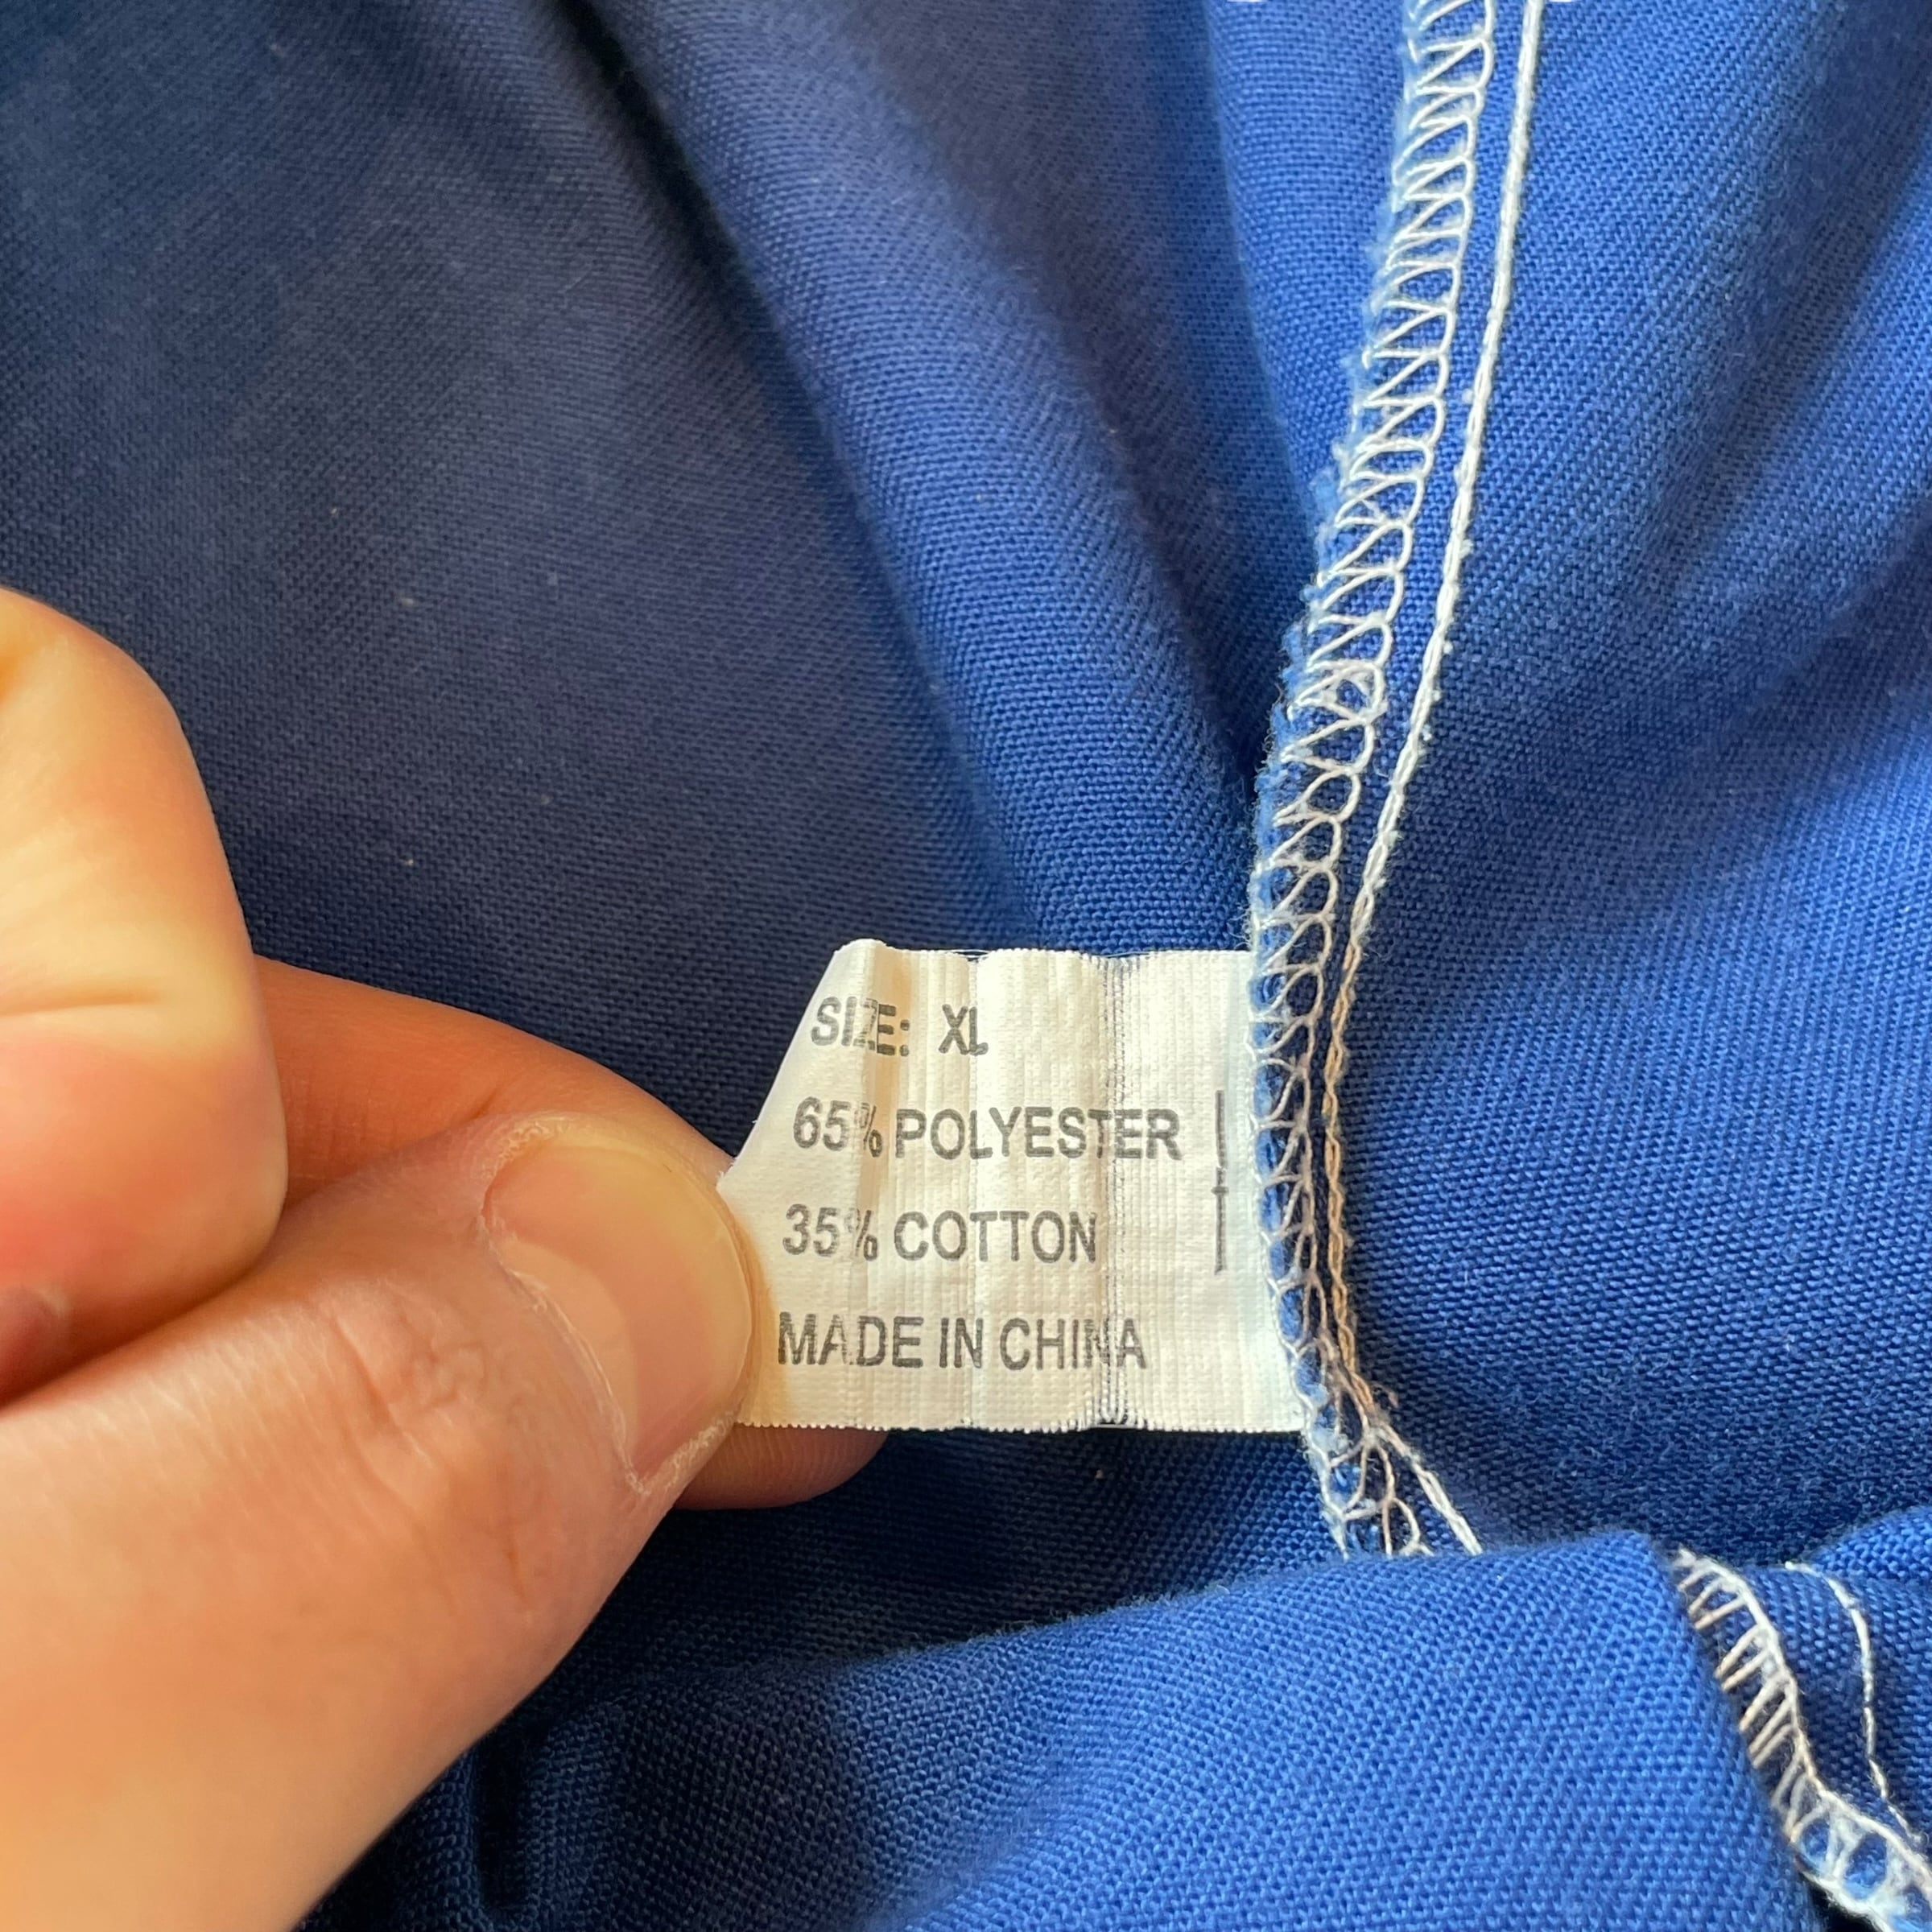 SIZE: XL
65% POLYESTER
35% COTTON
MADE IN CHINA